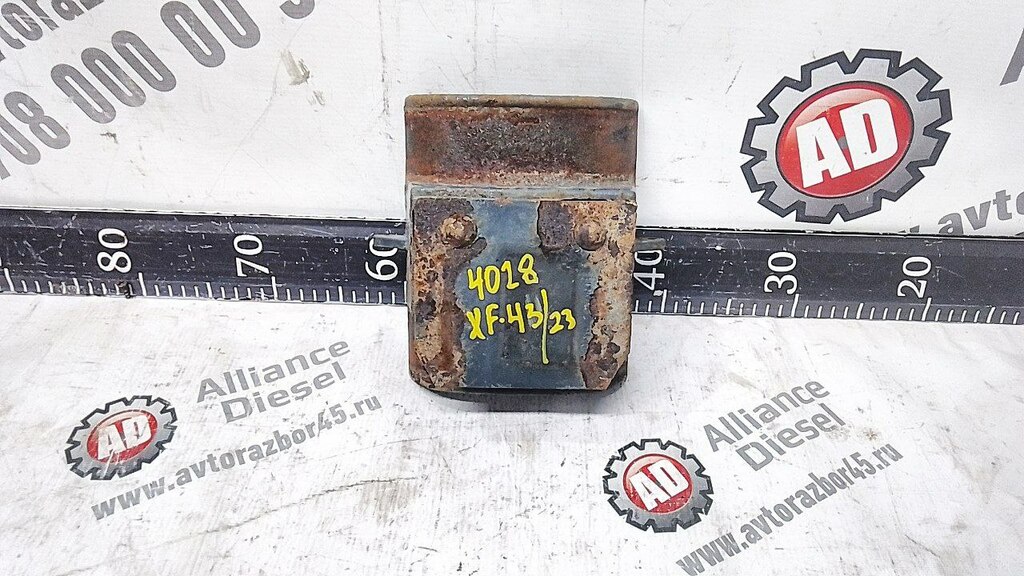 908 000 00
AD
80 70 60 40 30 20
4028
XF-43/23
AD
Alliance
Diesel
www.avtorazbor45.ru
AD
Alliance
Diesel
www.avtorazbor45.ru